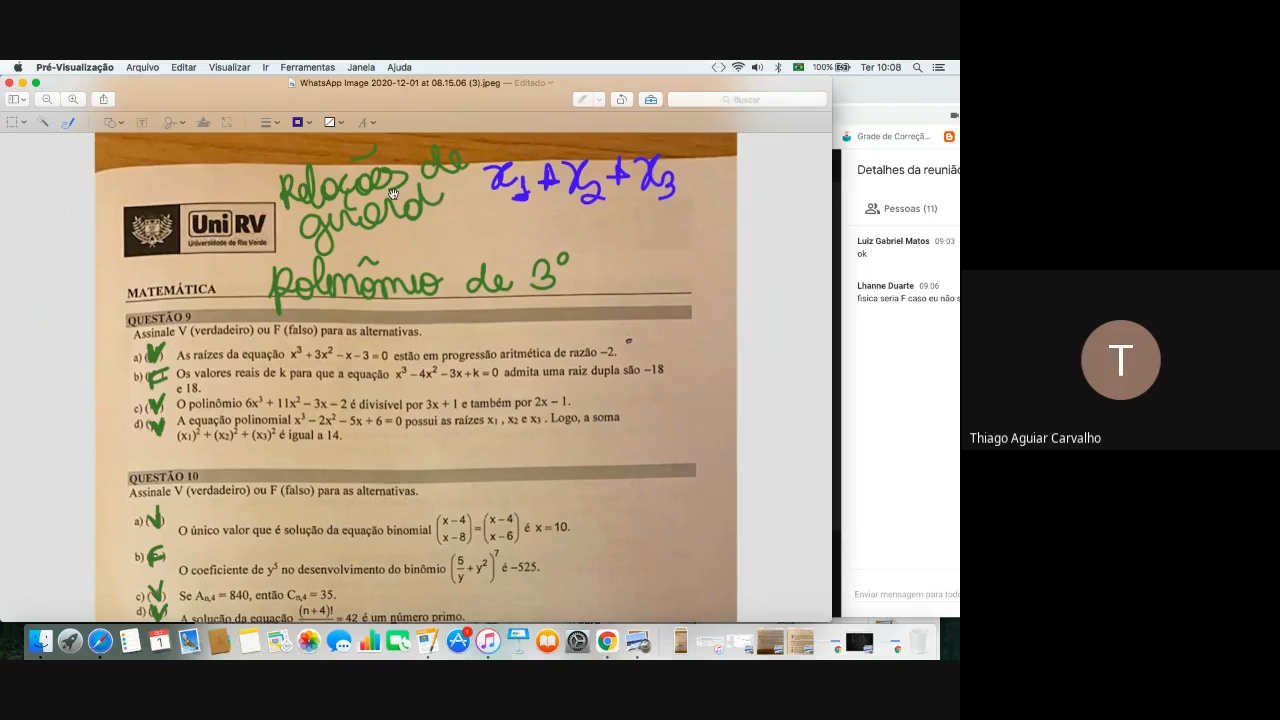 Pré-Visualização Arquivo Editar Visualizar Ir Ferramentas Janela Ajuda 100% Ter 10:08
WhatsApp Image 2020-12-01 at 08.15.06 (3).jpeg — Editado
Buscar
Relações de girard
x1 + x2 + x3
polinômio de 3º
UniRV
Universidade de Rio Verde
MATEMÁTICA
QUESTÃO 9
Assinale V (verdadeiro) ou F (falso) para as alternativas.
a) (V) As raízes da equação x³ + 3x² − x − 3 = 0 estão em progressão aritmética de razão −2.
b) (F) Os valores reais de k para que a equação x³ − 4x² − 3x + k = 0 admita uma raiz dupla são −18
e 18.
c) (V) O polinômio 6x³ + 11x² − 3x − 2 é divisível por 3x + 1 e também por 2x − 1.
d) (V) A equação polinomial x³ − 2x² − 5x + 6 = 0 possui as raízes x₁ , x₂ e x₃ . Logo, a soma
(x₁)² + (x₂)² + (x₃)² é igual a 14.
QUESTÃO 10
Assinale V (verdadeiro) ou F (falso) para as alternativas.
a) (V) O único valor que é solução da equação binomial (x−4 x−8) = (x−4 x−6) é x = 10.
b) (F) O coeficiente de y⁵ no desenvolvimento do binômio (5/y + y²)⁷ é −525.
c) (V) Se Aₙ,₄ = 840, então Cₙ,₄ = 35.
d) (V) A solução da equação (n+4)! = 42 é um número primo.
Grade de Correçã...
Detalhes da reunião
Pessoas (11)
Luiz Gabriel Matos 09:03
ok
Lhanne Duarte 09:06
fisica seria F caso eu não s
Enviar mensagem para todo
T
Thiago Aguiar Carvalho